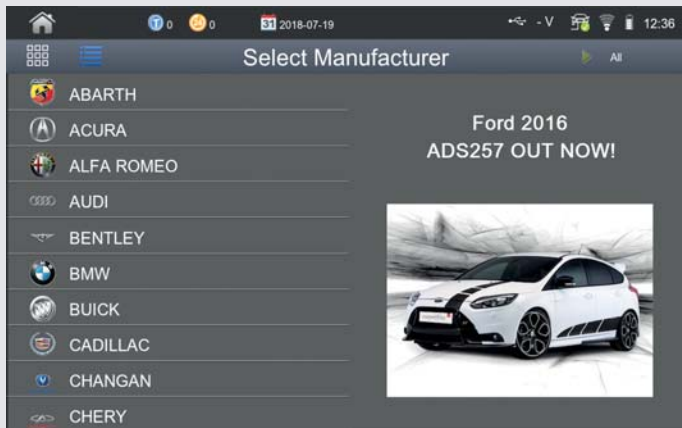 0 0 31 2018-07-19 - V 12:36
Select Manufacturer All
ABARTH
ACURA
ALFA ROMEO
AUDI
BENTLEY
BMW
BUICK
CADILLAC
CHANGAN
CHERY
Ford 2016
ADS257 OUT NOW!